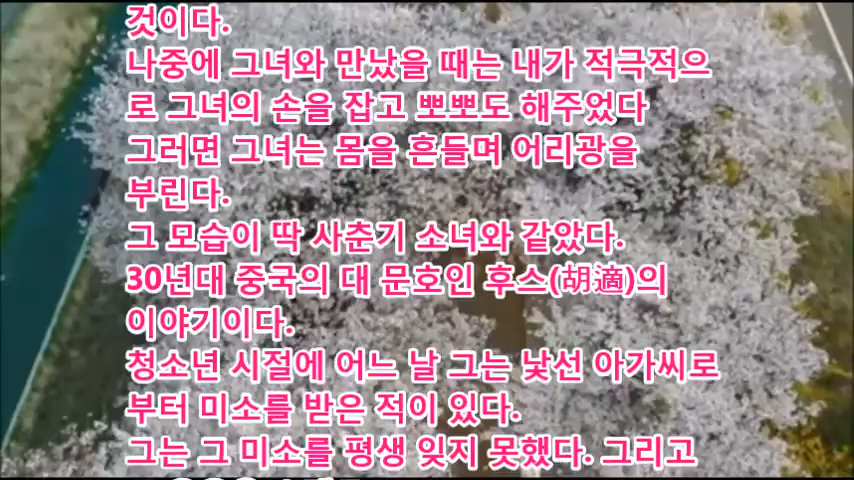 것이다.
나중에 그녀와 만났을 때는 내가 적극적으
로 그녀의 손을 잡고 뽀뽀도 해주었다
그러면 그녀는 몸을 흔들며 어리광을
부린다.
그 모습이 딱 사춘기 소녀와 같았다.
30년대 중국의 대 문호인 후스(胡適)의
이야기이다.
청소년 시절에 어느 날 그는 낯선 아가씨로
부터 미소를 받은 적이 있다.
그는 그 미소를 평생 잊지 못했다. 그리고